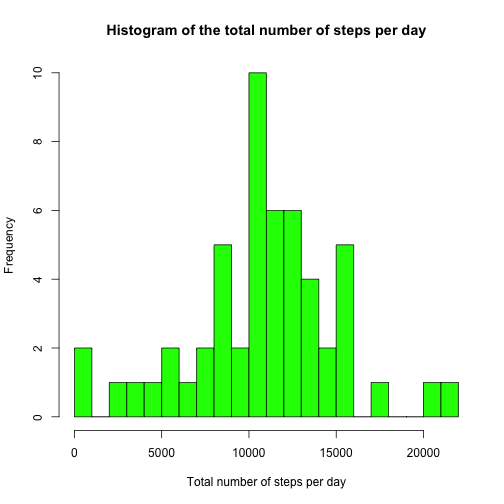 Histogram of the total number of steps per day
Frequency
10
8
6
4
2
0
0 5000 10000 15000 20000
Total number of steps per day